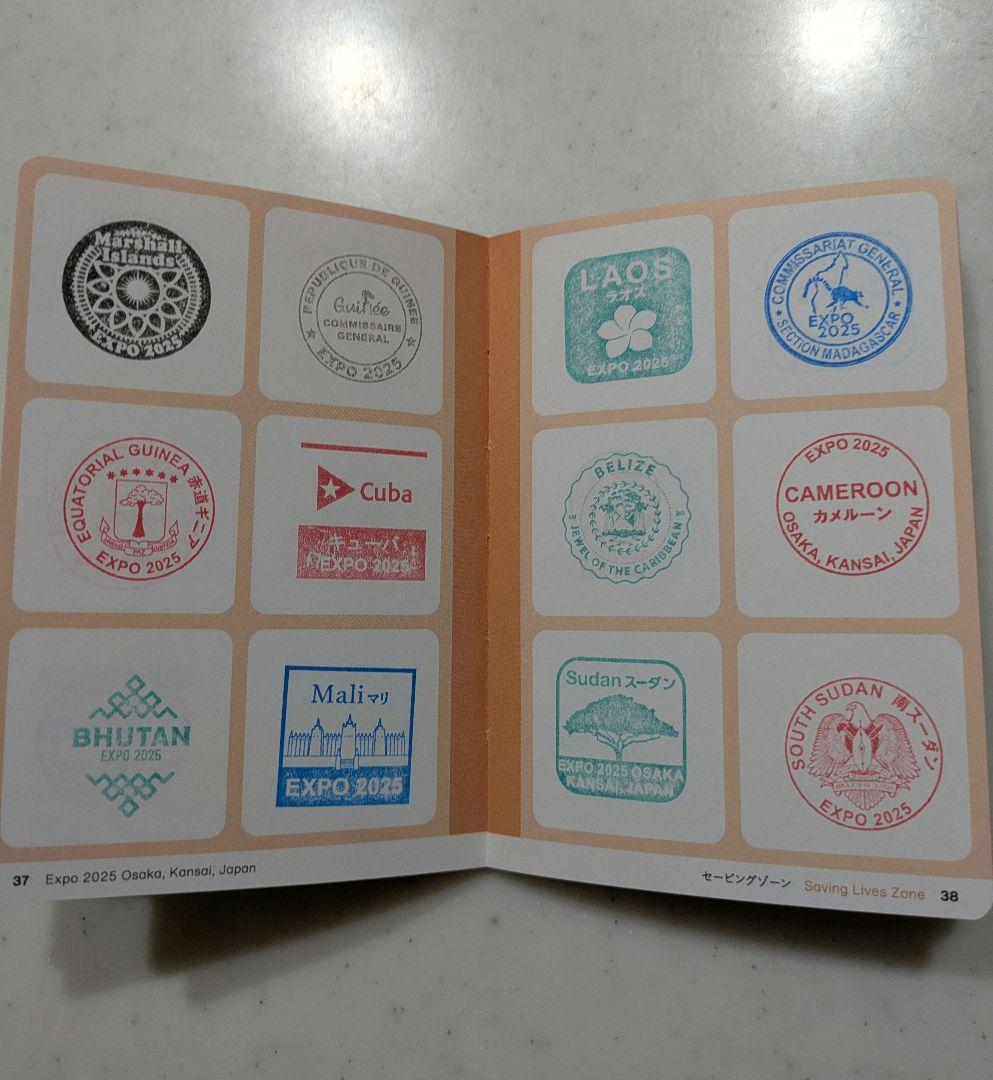 Marshall
Islands
EXPO 2025
REPUBLIQUE DE GUINEE
Guinée
COMMISSAIRE
GENERAL
EXPO 2025
EQUATORIAL GUINEA 赤道ギニア
EXPO 2025
Cuba
キューバ
EXPO 2025
BHUTAN
EXPO 2025
Mali マリ
EXPO 2025
37 Expo 2025 Osaka, Kansai, Japan
LAOS
ラオス
EXPO 2025
COMMISSARIAT GENERAL
EXPO
2025
SECTION MADAGASCAR
BELIZE
JEWEL OF THE CARIBBEAN
EXPO 2025
CAMEROON
カメルーン
OSAKA, KANSAI, JAPAN
Sudan スーダン
EXPO 2025 OSAKA
KANSAI, JAPAN
SOUTH SUDAN 南スーダン
EXPO 2025
セービングゾーン Saving Lives Zone 38